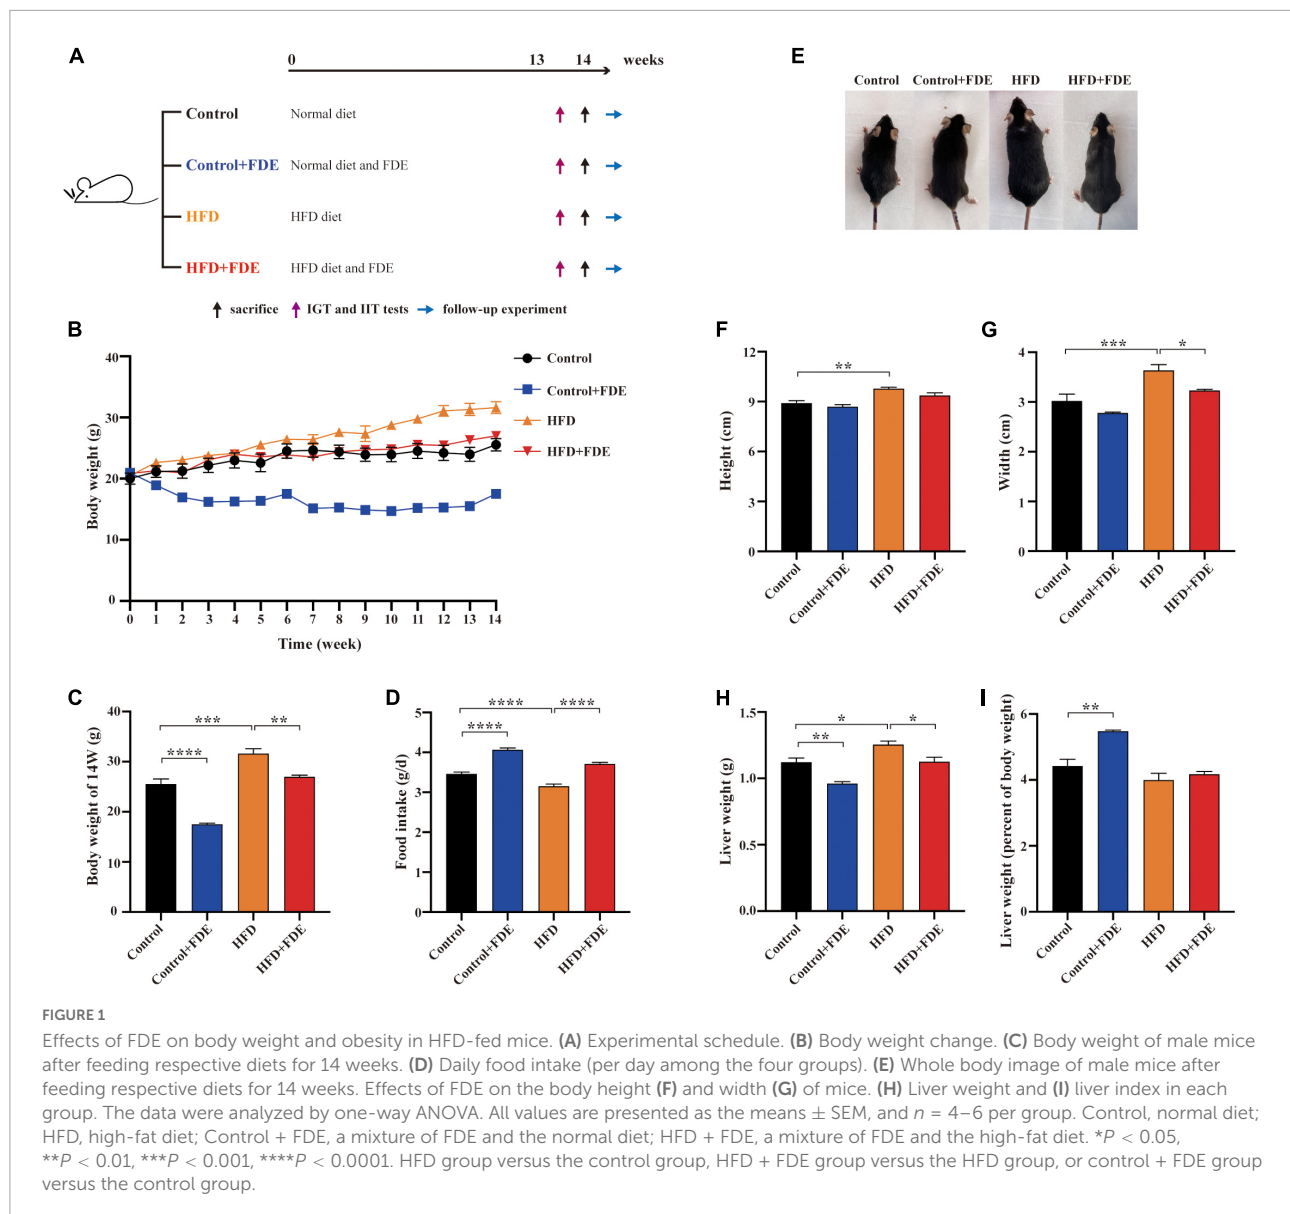 A
0 13 14 weeks
Control Normal diet
Control+FDE Normal diet and FDE
HFD HFD diet
HFD+FDE HFD diet and FDE
sacrifice IGT and IIT tests follow-up experiment
E
Control Control+FDE HFD HFD+FDE
B
Body weight (g)
40
30
20
10
0
0 1 2 3 4 5 6 7 8 9 10 11 12 13 14
Time (week)
Control
Control+FDE
HFD
HFD+FDE
F
Height (cm)
12
9
6
3
0
**
Control Control+FDE HFD HFD+FDE
G
Width (cm)
4
3
2
1
0
*** *
Control Control+FDE HFD HFD+FDE
C
Body weight of 14W (g)
40
30
20
10
0
*** **
****
Control Control+FDE HFD HFD+FDE
D
Food intake (g/d)
5
4
3
2
1
0
**** ****
****
Control Control+FDE HFD HFD+FDE
H
Liver weight (g)
1.5
1.0
0.5
0.0
* *
**
Control Control+FDE HFD HFD+FDE
I
Liver weight (percent of body weight)
6
4
2
0
**
Control Control+FDE HFD HFD+FDE
FIGURE 1
Effects of FDE on body weight and obesity in HFD-fed mice. (A) Experimental schedule. (B) Body weight change. (C) Body weight of male mice
after feeding respective diets for 14 weeks. (D) Daily food intake (per day among the four groups). (E) Whole body image of male mice after
feeding respective diets for 14 weeks. Effects of FDE on the body height (F) and width (G) of mice. (H) Liver weight and (I) liver index in each
group. The data were analyzed by one-way ANOVA. All values are presented as the means ± SEM, and n = 4–6 per group. Control, normal diet;
HFD, high-fat diet; Control + FDE, a mixture of FDE and the normal diet; HFD + FDE, a mixture of FDE and the high-fat diet. *P < 0.05,
**P < 0.01, ***P < 0.001, ****P < 0.0001. HFD group versus the control group, HFD + FDE group versus the HFD group, or control + FDE group
versus the control group.